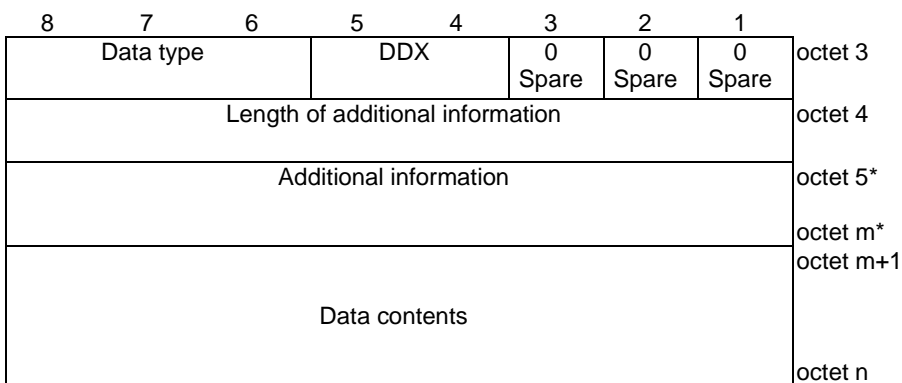 8 7 6 5 4 3 2 1
Data type DDX 0 0 0 octet 3
Spare Spare Spare
Length of additional information octet 4
Additional information octet 5*
octet m*
octet m+1
Data contents
octet n